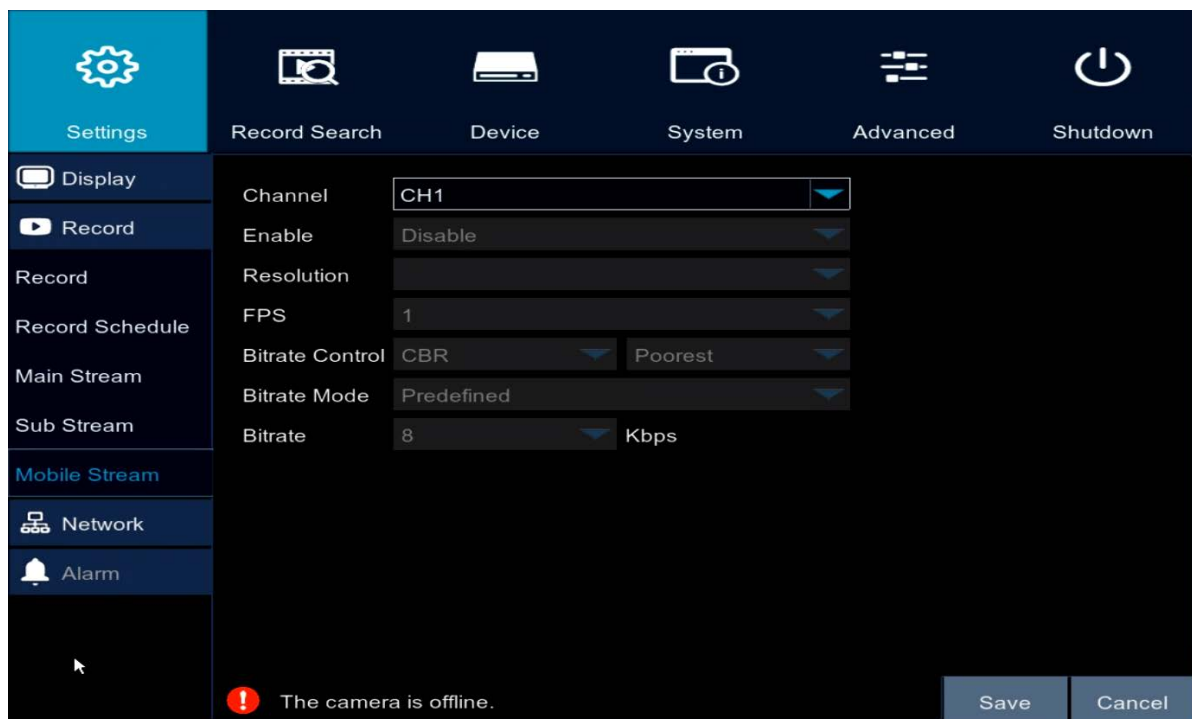 Settings Record Search Device System Advanced Shutdown
Display
Record
Record
Record Schedule
Main Stream
Sub Stream
Mobile Stream
Network
Alarm
Channel CH1
Enable Disable
Resolution
FPS 1
Bitrate Control CBR Poorest
Bitrate Mode Predefined
Bitrate 8 Kbps
! The camera is offline.
Save Cancel